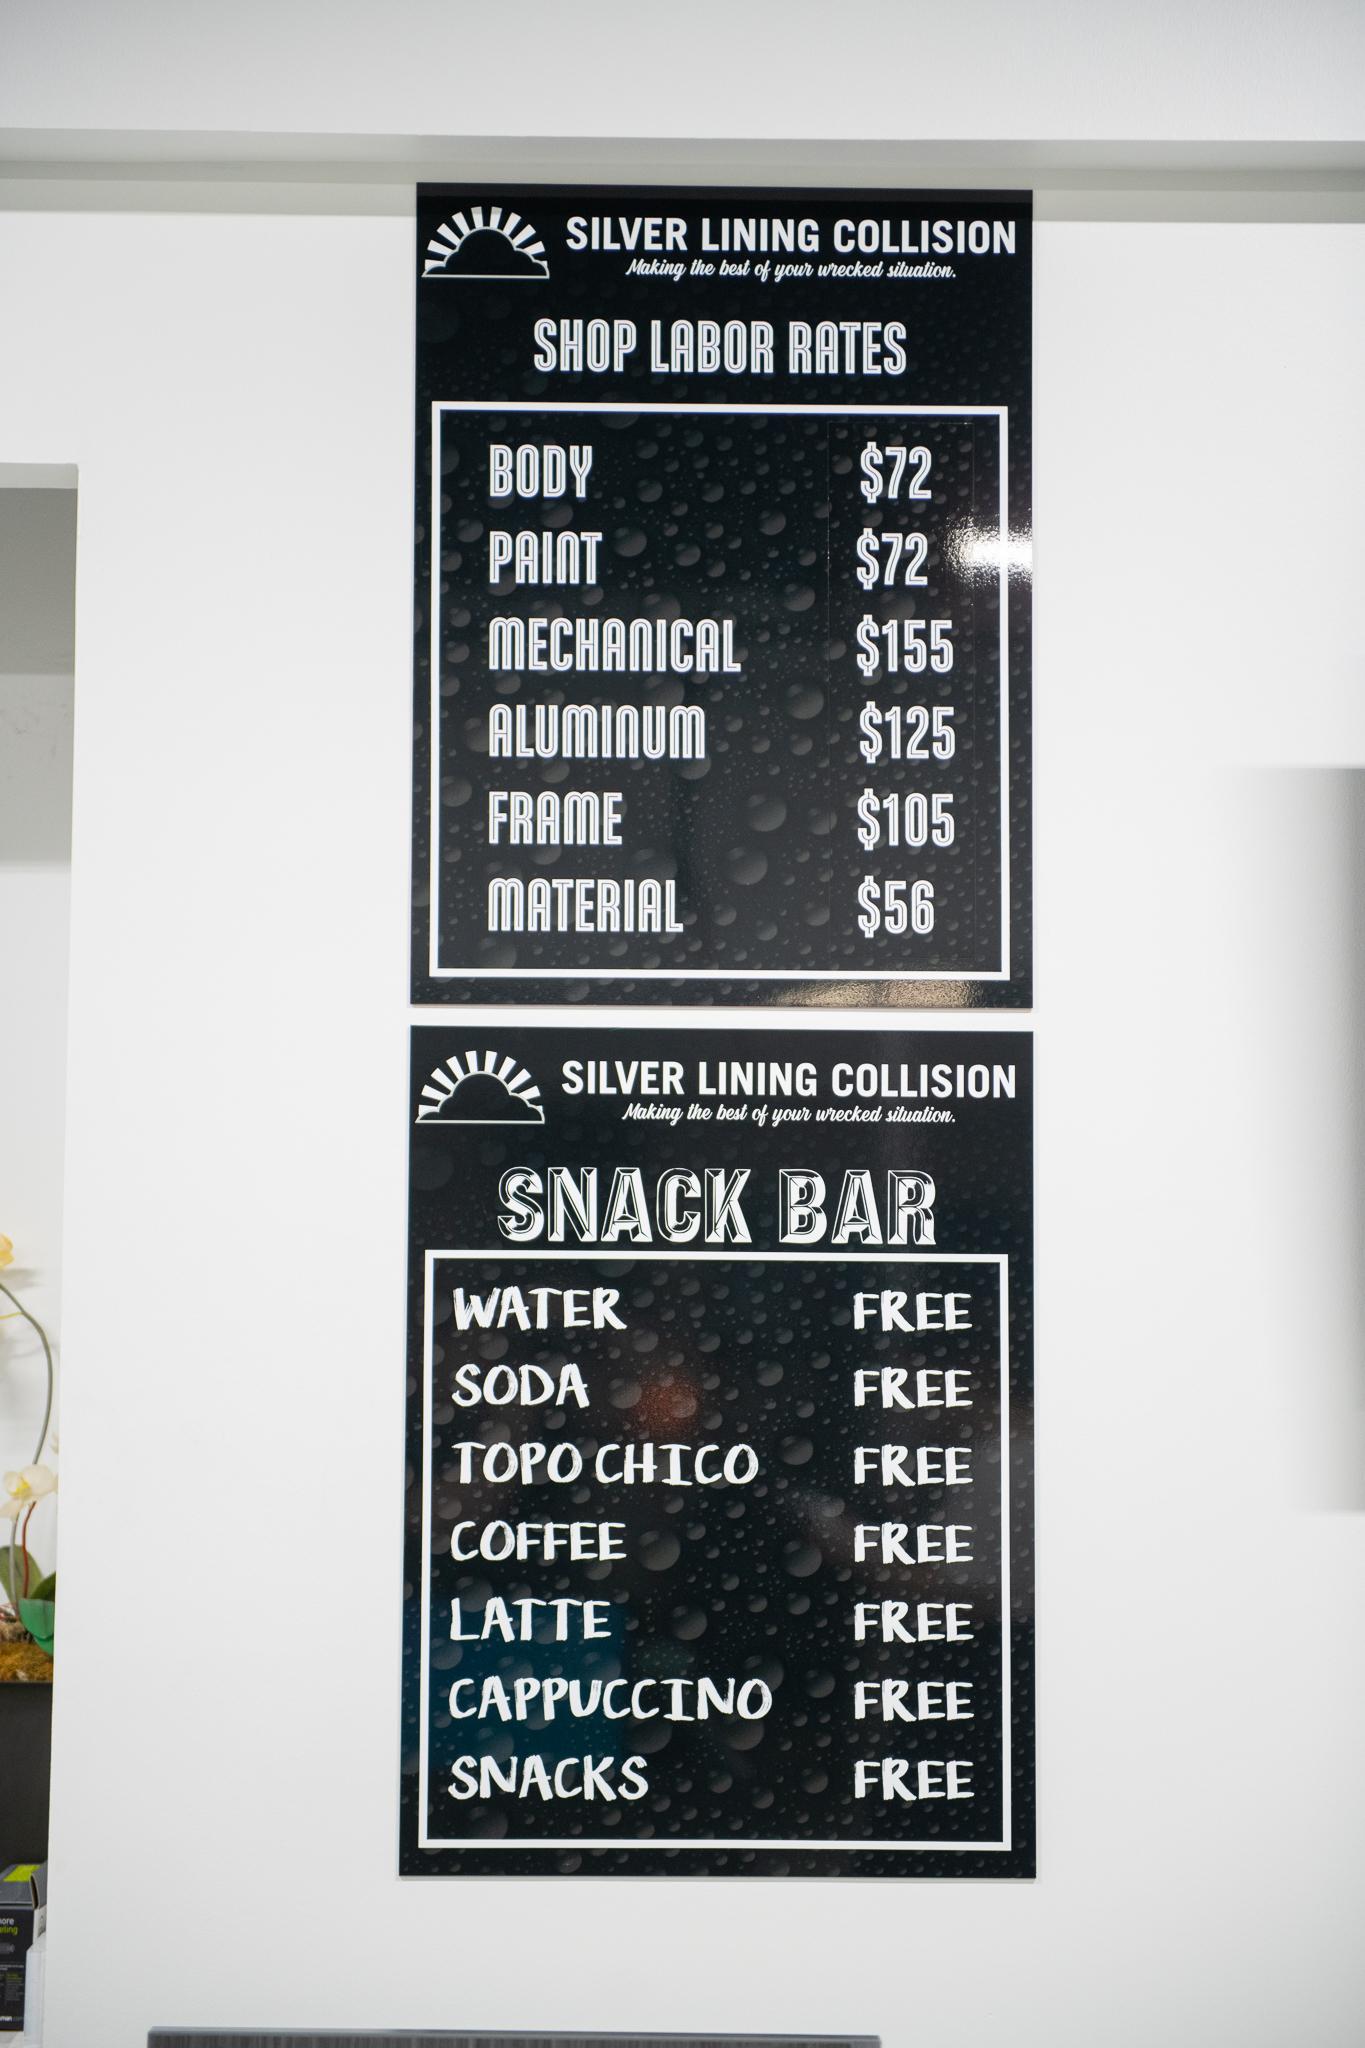 SILVER LINING COLLISION
Making the best of your wrecked situation.
SHOP LABOR RATES
BODY $72
PAINT $72
MECHANICAL $155
ALUMINUM $125
FRAME $105
MATERIAL $56
SILVER LINING COLLISION
Making the best of your wrecked situation.
SNACK BAR
WATER FREE
SODA FREE
TOPO CHICO FREE
COFFEE FREE
LATTE FREE
CAPPUCCINO FREE
SNACKS FREE